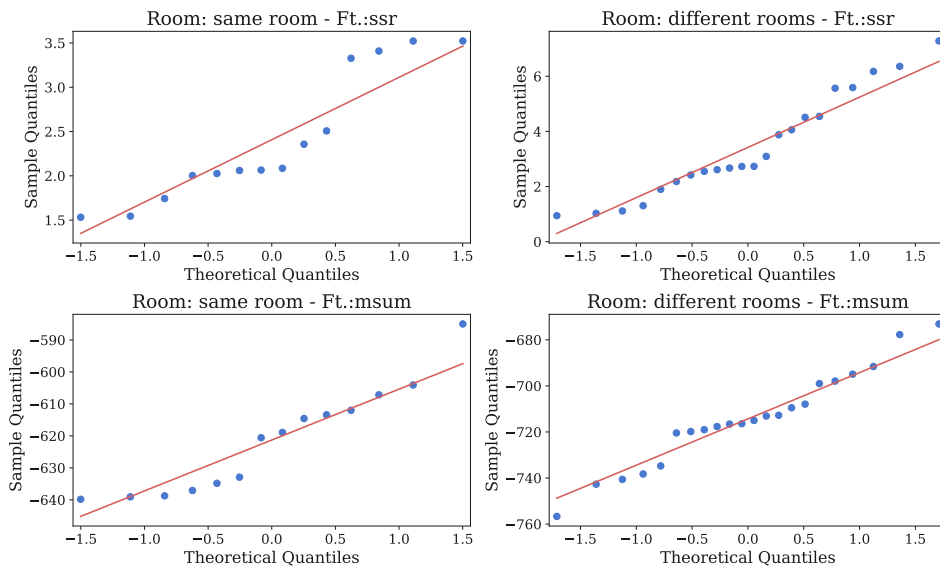 Room: same room - Ft.:ssr
Sample Quantiles
3.5
3.0
2.5
2.0
1.5
−1.5 −1.0 −0.5 0.0 0.5 1.0 1.5
Theoretical Quantiles
Room: different rooms - Ft.:ssr
Sample Quantiles
6
4
2
0
−1.5 −1.0 −0.5 0.0 0.5 1.0 1.5
Theoretical Quantiles
Room: same room - Ft.:msum
Sample Quantiles
−590
−600
−610
−620
−630
−640
−1.5 −1.0 −0.5 0.0 0.5 1.0 1.5
Theoretical Quantiles
Room: different rooms - Ft.:msum
Sample Quantiles
−680
−700
−720
−740
−760
−1.5 −1.0 −0.5 0.0 0.5 1.0 1.5
Theoretical Quantiles